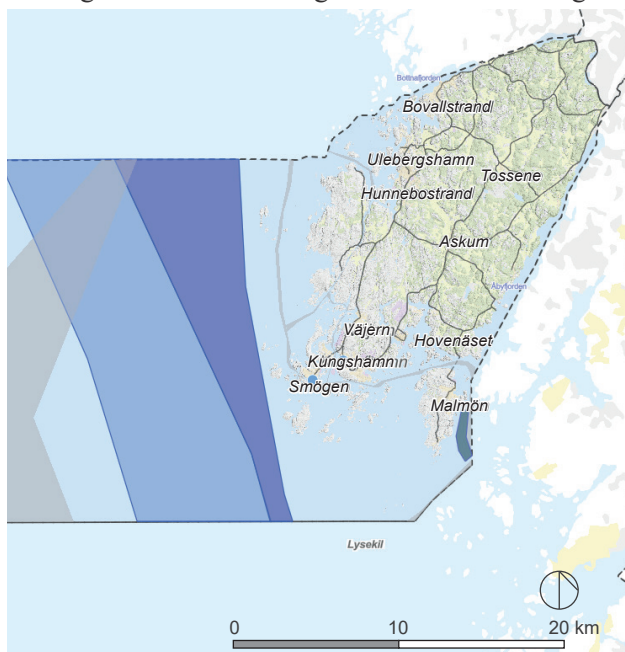 Bottnafjorden
Bovallstrand
Ulebergshamn
Tossene
Hunnebostrand
Askum
Åbyfjorden
Väjern
Hovenäset
Kungshamn
Smögen
Malmön
Lysekil
0 10 20 km